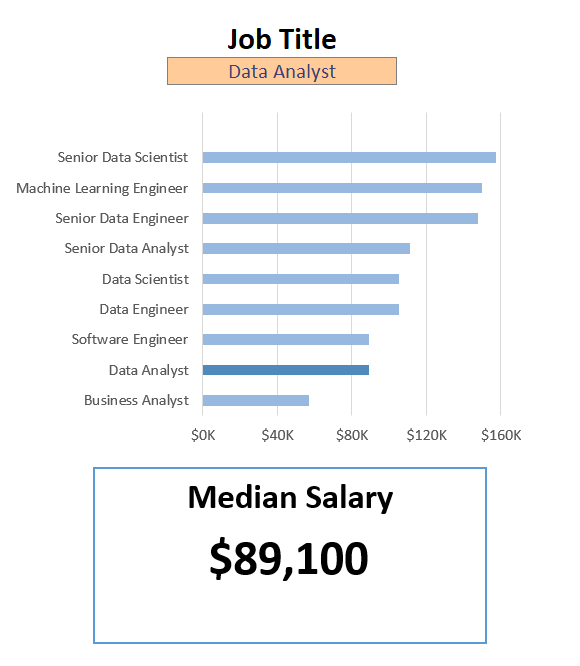 Job Title
Data Analyst
Senior Data Scientist
Machine Learning Engineer
Senior Data Engineer
Senior Data Analyst
Data Scientist
Data Engineer
Software Engineer
Data Analyst
Business Analyst
$0K $40K $80K $120K $160K
Median Salary
$89,100